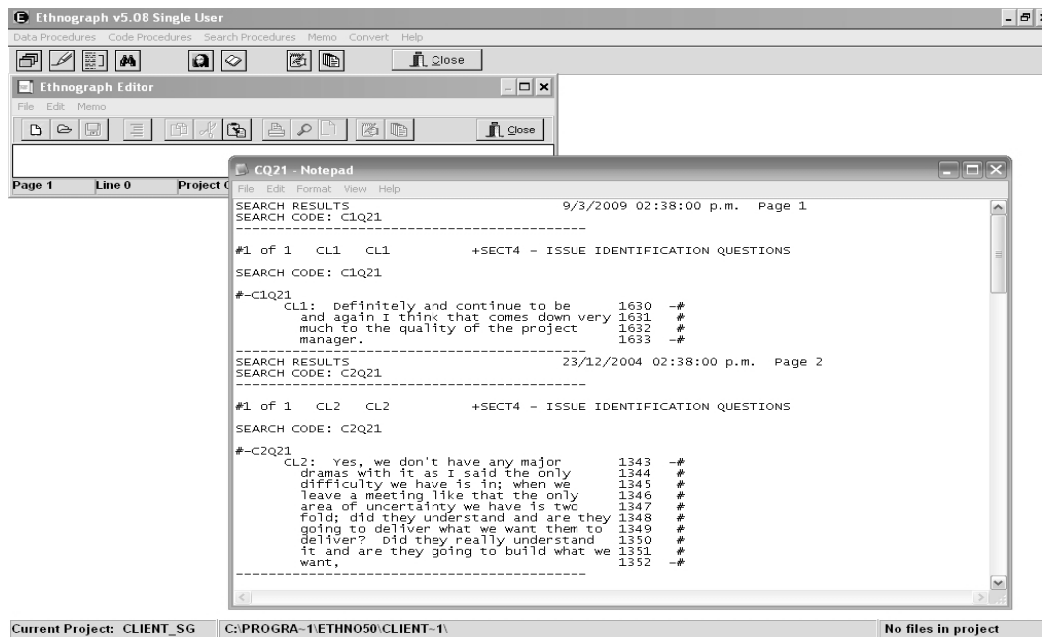 Ethnograph v5.08 Single User
Data Procedures Code Procedures Search Procedures Memo Convert Help
Close
Ethnograph Editor
File Edit Memo
Close
Page 1 Line 0 Project
CQ21 - Notepad
File Edit Format View Help
SEARCH RESULTS 9/3/2009 02:38:00 p.m. Page 1
SEARCH CODE: C1Q21
#1 of 1 CL1 CL1 +SECT4 - ISSUE IDENTIFICATION QUESTIONS
SEARCH CODE: C1Q21
#-C1Q21
CL1: Definitely and continue to be 1630 -#
and again I think that comes down very 1631 #
much to the quality of the project 1632 #
manager. 1633 -#
SEARCH RESULTS 23/12/2004 02:38:00 p.m. Page 2
SEARCH CODE: C2Q21
#1 of 1 CL2 CL2 +SECT4 - ISSUE IDENTIFICATION QUESTIONS
SEARCH CODE: C2Q21
#-C2Q21
CL2: Yes, we don't have any major 1343 -#
dramas with it as I said the only 1344 #
difficulty we have is in; when we 1345 #
leave a meeting like that the only 1346 #
area of uncertainty we have is two 1347 #
fold; did they understand and are they 1348 #
going to deliver what we want them to 1349 #
deliver? Did they really understand 1350 #
it and are they going to build what we 1351 #
want, 1352 -#
Current Project: CLIENT_SG C:\PROGRA~1\ETHNO50\CLIENT~1\ No files in project